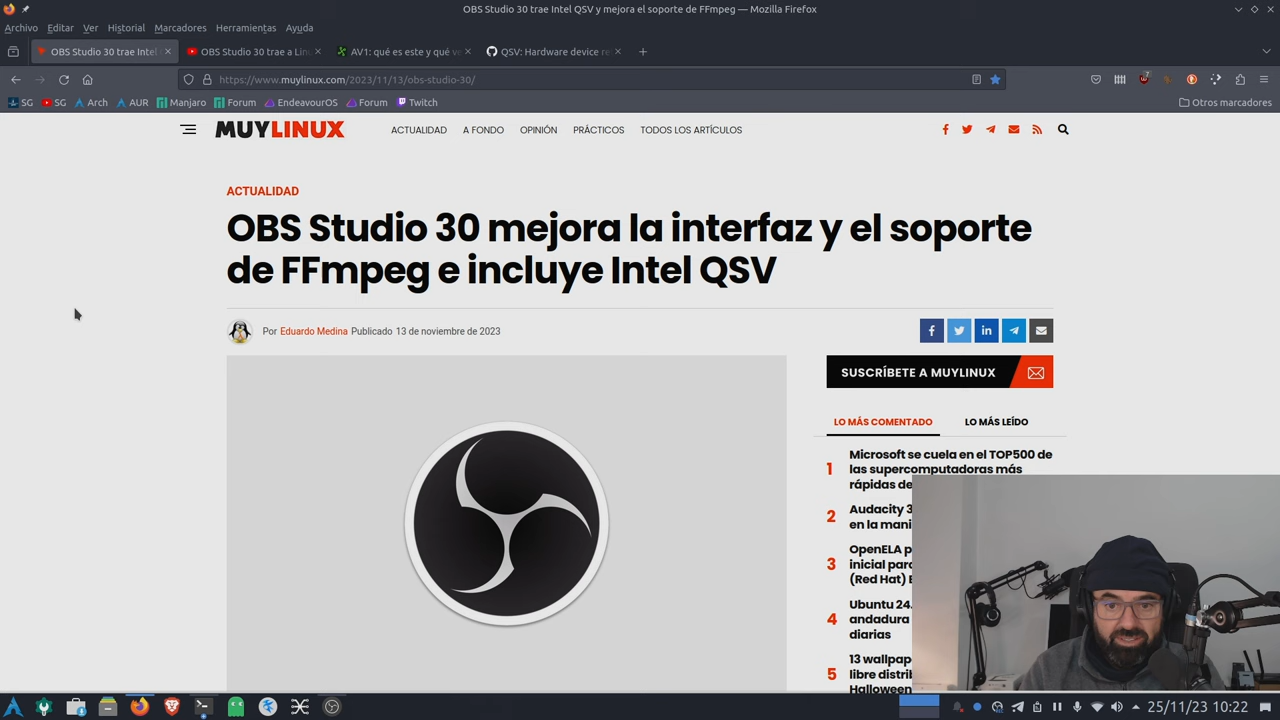 OBS Studio 30 trae Intel QSV y mejora el soporte de FFmpeg — Mozilla Firefox
Archivo Editar Ver Historial Marcadores Herramientas Ayuda
OBS Studio 30 trae Intel
OBS Studio 30 trae a Linu
AV1: qué es este y qué ve
QSV: Hardware device re
https://www.muylinux.com/2023/11/13/obs-studio-30/
SG SG Arch AUR Manjaro Forum EndeavourOS Forum Twitch Otros marcadores
MUYLINUX
ACTUALIDAD A FONDO OPINIÓN PRÁCTICOS TODOS LOS ARTÍCULOS
ACTUALIDAD
OBS Studio 30 mejora la interfaz y el soporte
de FFmpeg e incluye Intel QSV
Por Eduardo Medina Publicado 13 de noviembre de 2023
SUSCRÍBETE A MUYLINUX
LO MÁS COMENTADO LO MÁS LEÍDO
1 Microsoft se cuela en el TOP500 de
las supercomputadoras más
rápidas de
2 Audacity 3
en la mani
3 OpenELA p
inicial para
(Red Hat) E
4 Ubuntu 24.
andadura
diarias
5 13 wallpap
libre distri
Halloween
25/11/23 10:22